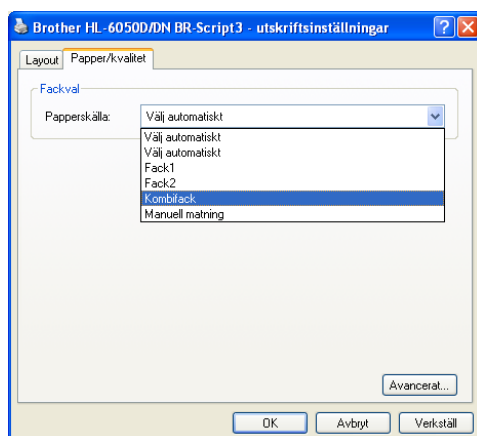 Brother HL-6050D/DN BR-Script3 - utskriftsinställningar
Layout Papper/kvalitet
Fackval
Papperskälla: Välj automatiskt
Välj automatiskt
Välj automatiskt
Fack1
Fack2
Kombifack
Manuell matning
Avancerat...
OK Avbryt Verkställ